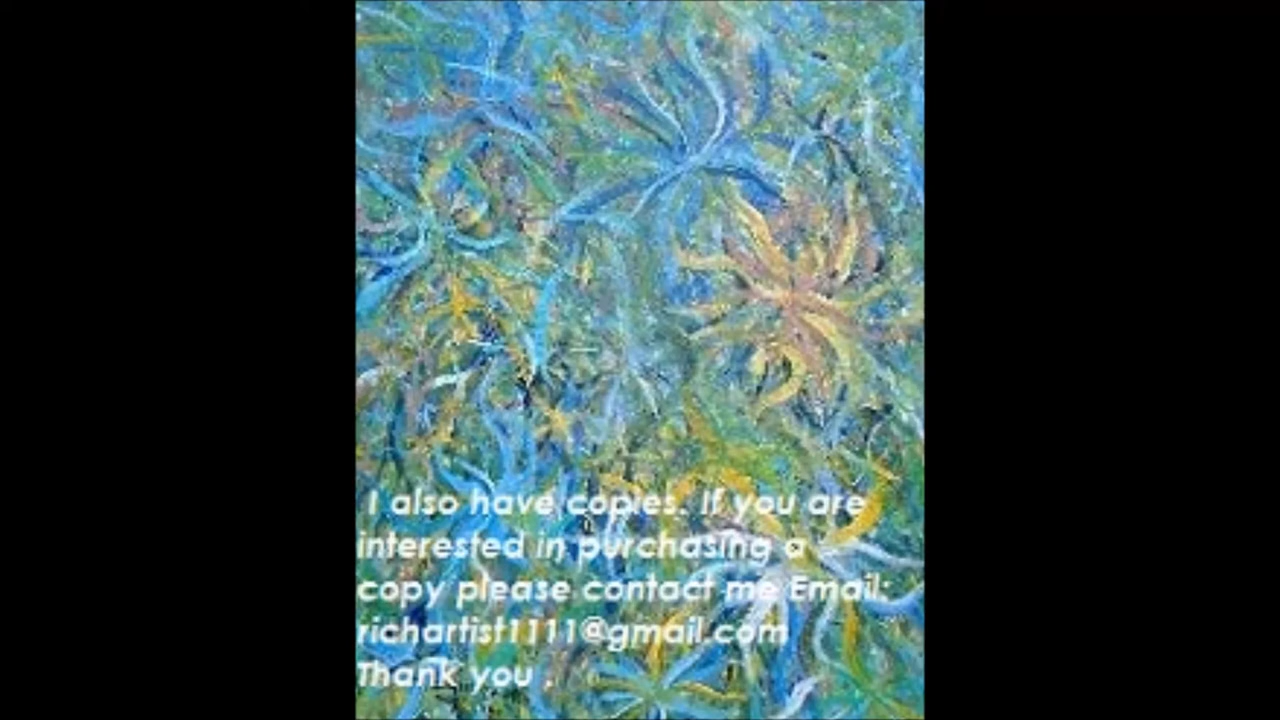 I also have copies. If you are
interested in purchasing a
copy please contact me Email:
richartist1111@gmail.com
Thank you .